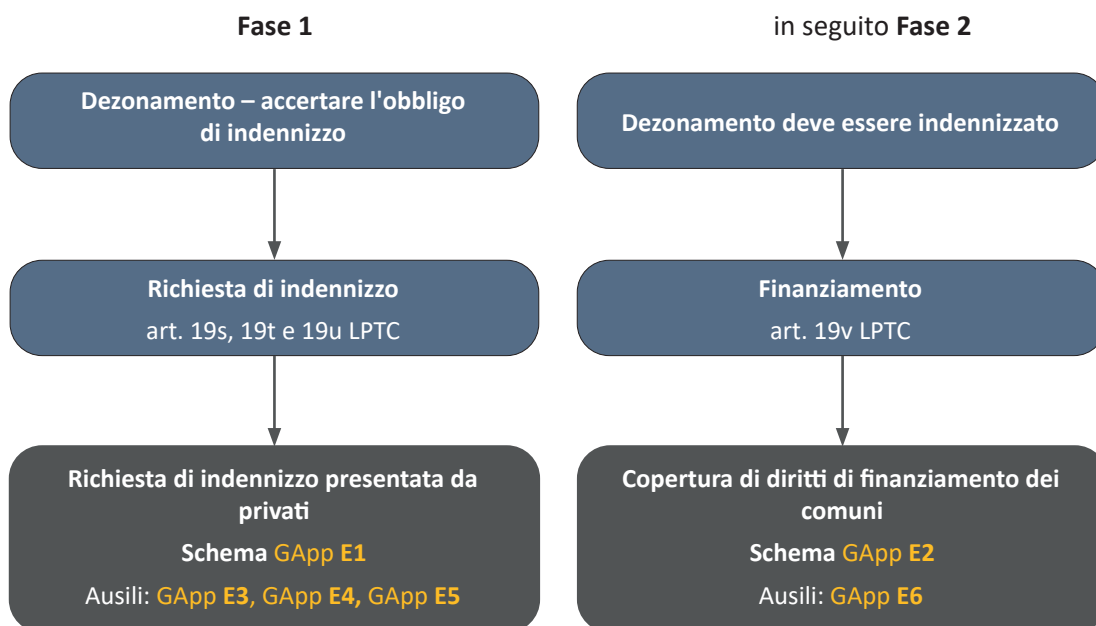 Fase 1
Dezonamento – accertare l'obbligo
di indennizzo
Richiesta di indennizzo
art. 19s, 19t e 19u LPTC
Richiesta di indennizzo presentata da
privati
Schema GApp E1
Ausili: GApp E3, GApp E4, GApp E5
in seguito Fase 2
Dezonamento deve essere indennizzato
Finanziamento
art. 19v LPTC
Copertura di diritti di finanziamento dei
comuni
Schema GApp E2
Ausili: GApp E6